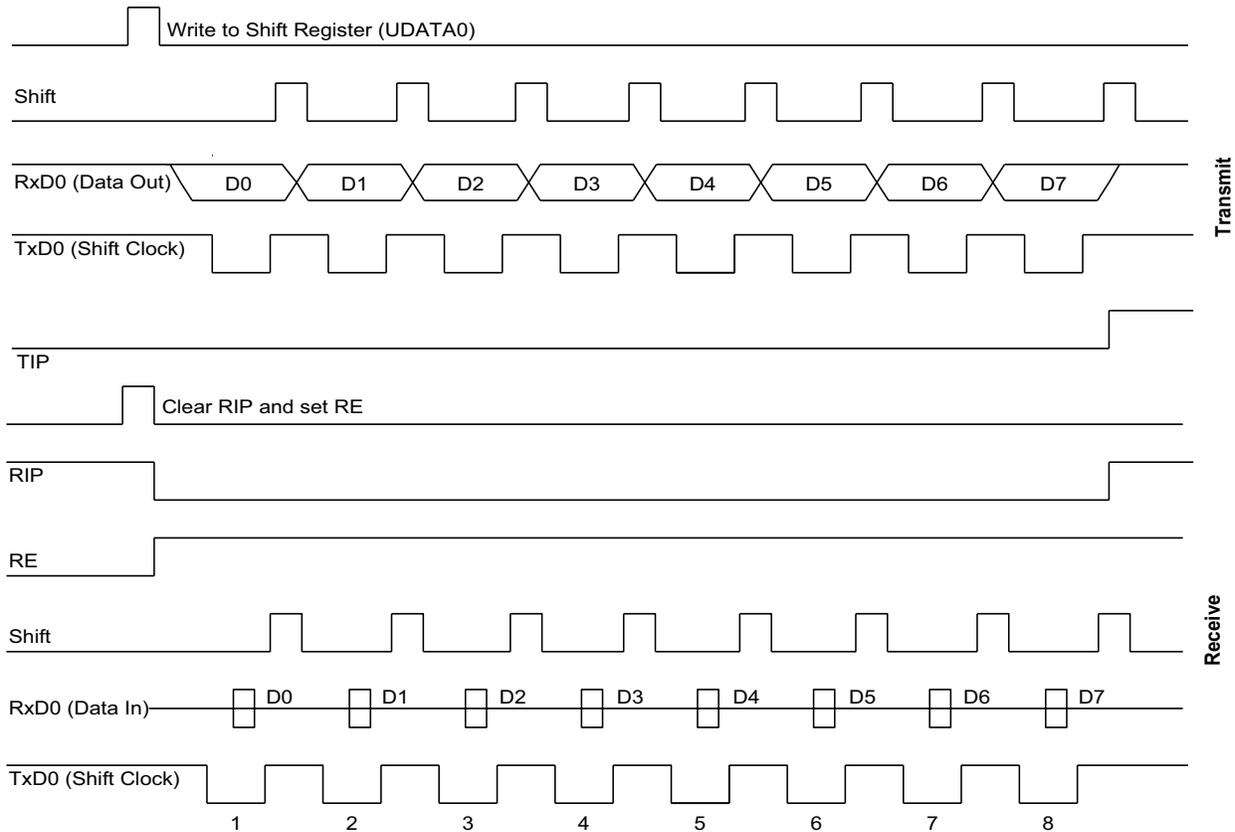 Write to Shift Register (UDATA0)
Shift
RxD0 (Data Out)
D0 D1 D2 D3 D4 D5 D6 D7
TxD0 (Shift Clock)
TIP
Transmit
Clear RIP and set RE
RIP
RE
Shift
RxD0 (Data In)
D0 D1 D2 D3 D4 D5 D6 D7
TxD0 (Shift Clock)
1 2 3 4 5 6 7 8
Receive